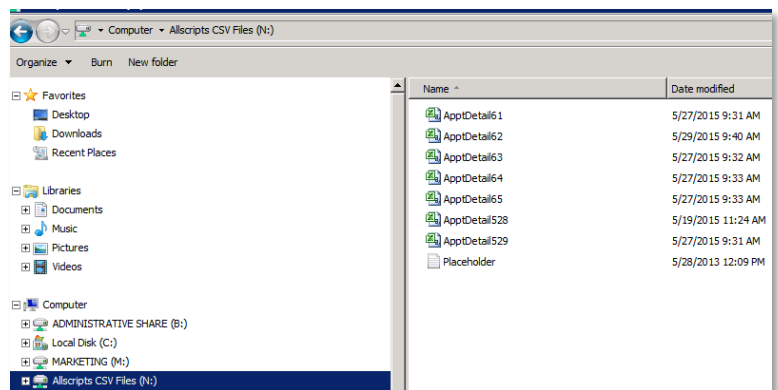 Computer Allscripts CSV Files (N:)
Organize Burn New folder
Favorites
Desktop
Downloads
Recent Places
Libraries
Documents
Music
Pictures
Videos
Computer
ADMINISTRATIVE SHARE (B:)
Local Disk (C:)
MARKETING (M:)
Allscripts CSV Files (N:)
Name Date modified
ApptDetail61 5/27/2015 9:31 AM
ApptDetail62 5/29/2015 9:40 AM
ApptDetail63 5/27/2015 9:32 AM
ApptDetail64 5/27/2015 9:33 AM
ApptDetail65 5/27/2015 9:33 AM
ApptDetail528 5/19/2015 11:24 AM
ApptDetail529 5/27/2015 9:31 AM
Placeholder 5/28/2013 12:09 PM